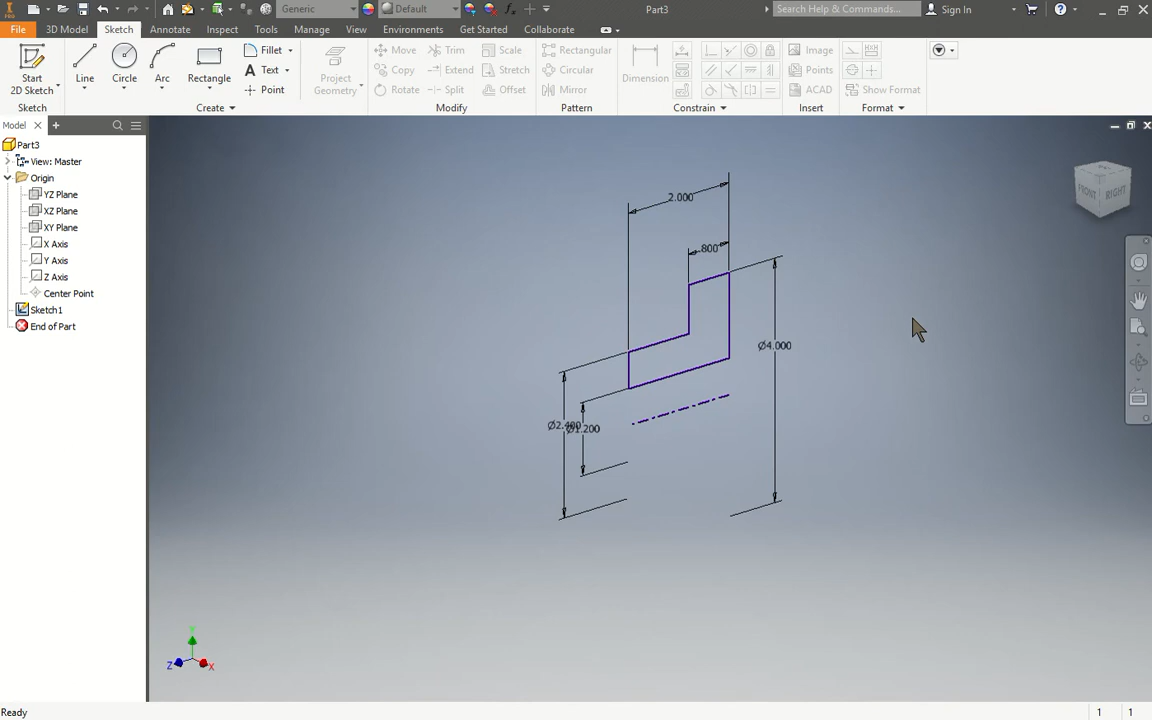 PRO Generic Default Part3 Search Help & Commands... Sign In
File 3D Model Sketch Annotate Inspect Tools Manage View Environments Get Started Collaborate
Start 2D Sketch Line Circle Arc Rectangle Fillet Text Point Project Geometry Move Copy Rotate Trim Extend Split Scale Stretch Offset Rectangular Circular Mirror Dimension Image Points ACAD Show Format
Sketch Create Modify Pattern Constrain Insert Format
Model
Part3
View: Master
Origin
YZ Plane
XZ Plane
XY Plane
X Axis
Y Axis
Z Axis
Center Point
Sketch1
End of Part
2.000
.800
Ø4.000
Ø1.200
FRONT RIGHT
Y
Z X
Ready 1 1